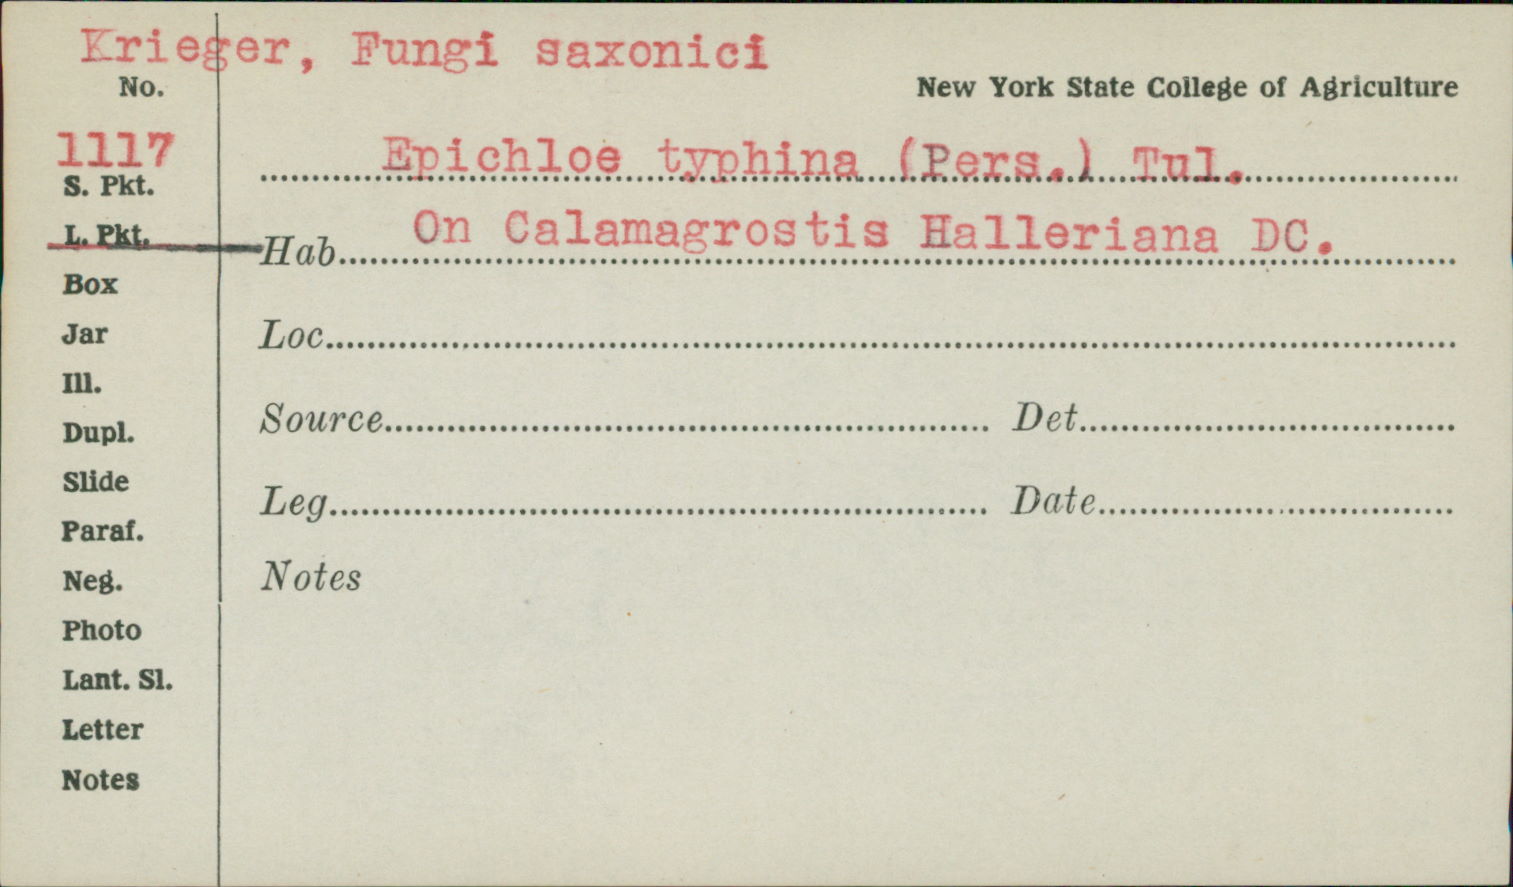 Krieger, Fungi saxonici
No.
New York State College of Agriculture
1117
Epichloe typhina (Pers.) Tul.
S. Pkt.
L. Pkt.
Hab. On Calamagrostis Halleriana DC.
Box
Jar
Loc.
Ill.
Source
Det.
Dupl.
Slide
Leg.
Date
Paraf.
Neg.
Notes
Photo
Lant. Sl.
Letter
Notes